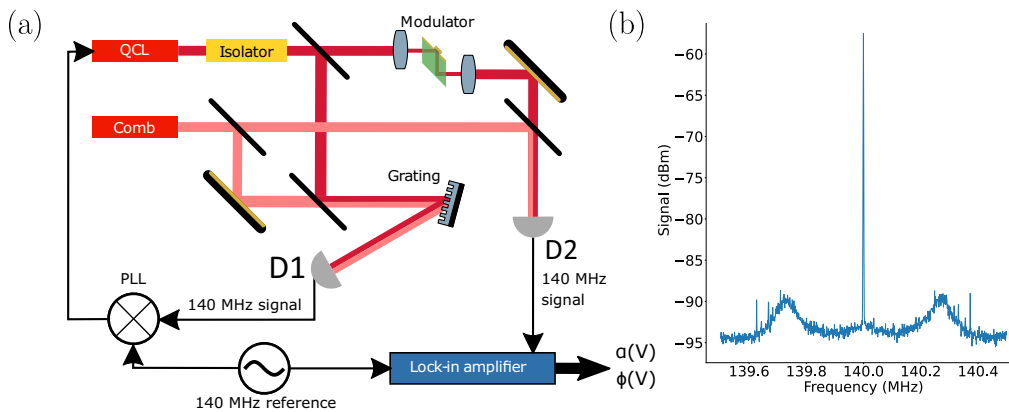 (a)
QCL
Isolator
Modulator
Comb
Grating
D1
D2
PLL
140 MHz signal
140 MHz
signal
Lock-in amplifier
α(V)
ϕ(V)
140 MHz reference
(b)
Signal (dBm)
−60
−65
−70
−75
−80
−85
−90
−95
139.6 139.8 140.0 140.2 140.4
Frequency (MHz)